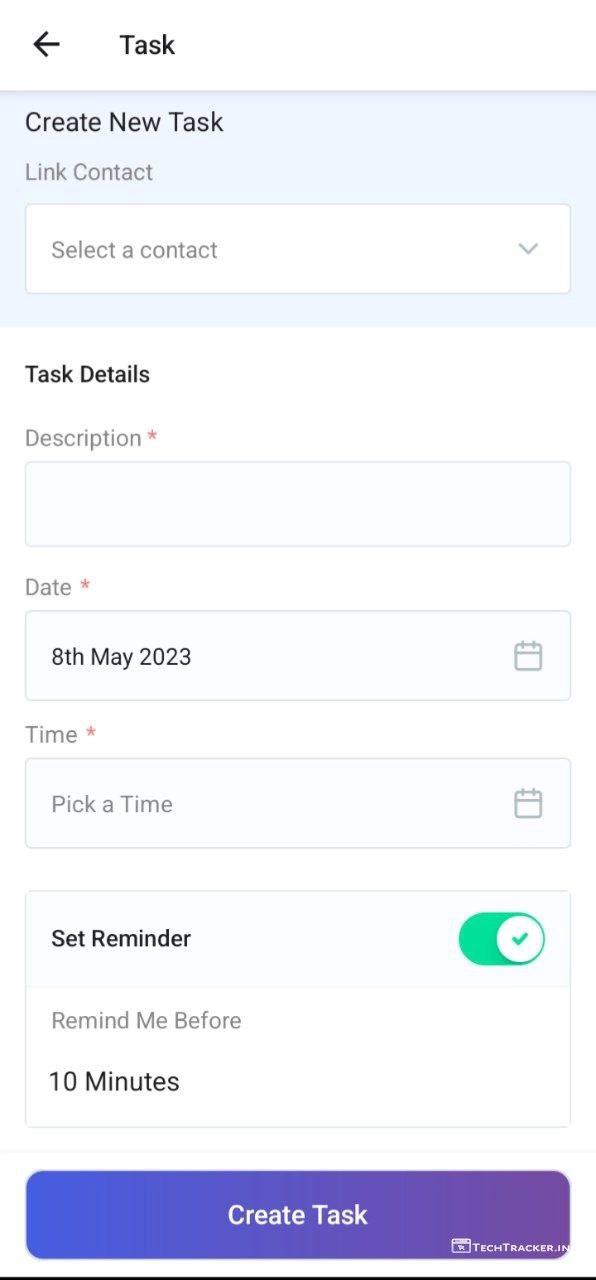 Task
Create New Task
Link Contact
Select a contact
Task Details
Description *
Date *
8th May 2023
Time *
Pick a Time
Set Reminder
Remind Me Before
10 Minutes
Create Task
TECHTRACKER.IN